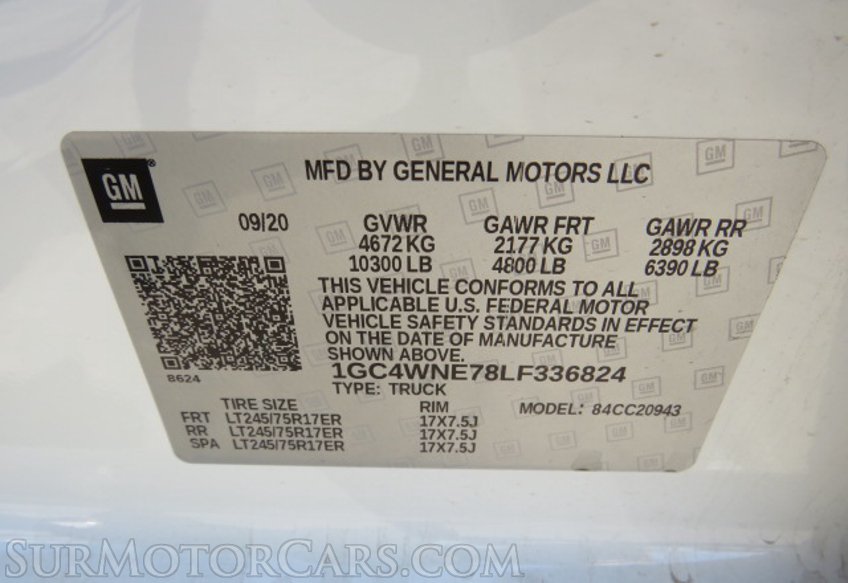 GM
MFD BY GENERAL MOTORS LLC
09/20 GVWR GAWR FRT GAWR RR
4672 KG 2177 KG 2898 KG
10300 LB 4800 LB 6390 LB
THIS VEHICLE CONFORMS TO ALL
APPLICABLE U.S. FEDERAL MOTOR
VEHICLE SAFETY STANDARDS IN EFFECT
ON THE DATE OF MANUFACTURE
SHOWN ABOVE.
8624
1GC4WNE78LF336824
TYPE: TRUCK
TIRE SIZE RIM MODEL: 84CC20943
FRT LT245/75R17ER 17X7.5J
RR LT245/75R17ER 17X7.5J
SPA LT245/75R17ER 17X7.5J
SURMOTORCARS.COM